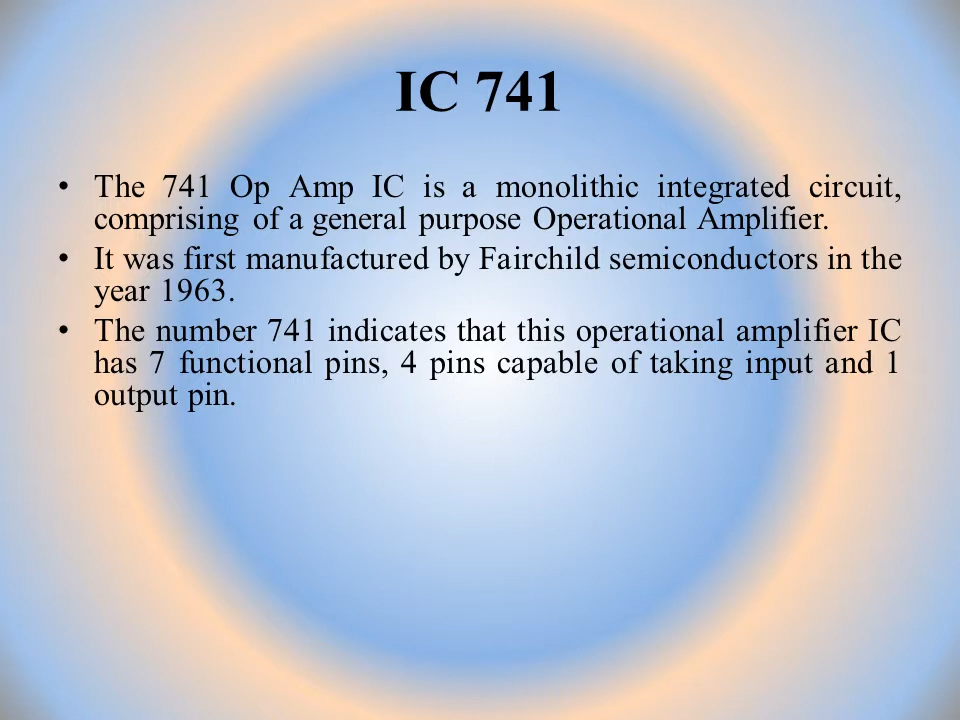 IC 741
• The 741 Op Amp IC is a monolithic integrated circuit,
comprising of a general purpose Operational Amplifier.
• It was first manufactured by Fairchild semiconductors in the
year 1963.
• The number 741 indicates that this operational amplifier IC
has 7 functional pins, 4 pins capable of taking input and 1
output pin.